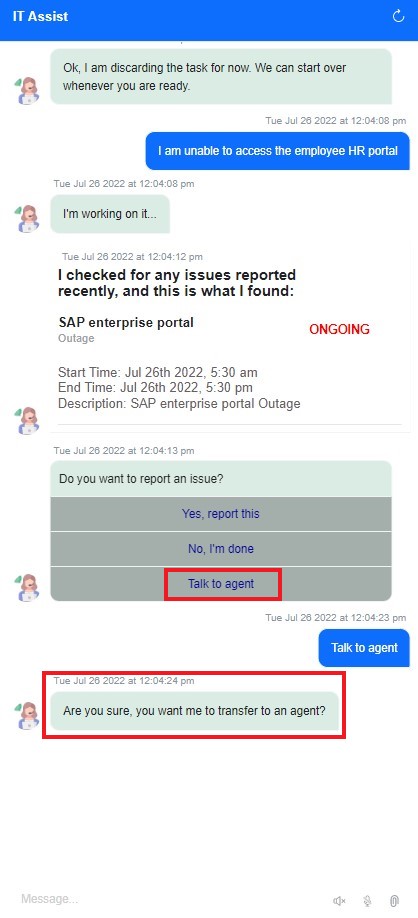 IT Assist
Ok, I am discarding the task for now. We can start over
whenever you are ready.
Tue Jul 26 2022 at 12:04:08 pm
I am unable to access the employee HR portal
Tue Jul 26 2022 at 12:04:08 pm
I'm working on it...
Tue Jul 26 2022 at 12:04:12 pm
I checked for any issues reported
recently, and this is what I found:
SAP enterprise portal
ONGOING
Outage
Start Time: Jul 26th 2022, 5:30 am
End Time: Jul 26th 2022, 5:30 pm
Description: SAP enterprise portal Outage
Tue Jul 26 2022 at 12:04:13 pm
Do you want to report an issue?
Yes, report this
No, I'm done
Talk to agent
Tue Jul 26 2022 at 12:04:23 pm
Talk to agent
Tue Jul 26 2022 at 12:04:24 pm
Are you sure, you want me to transfer to an agent?
Message...